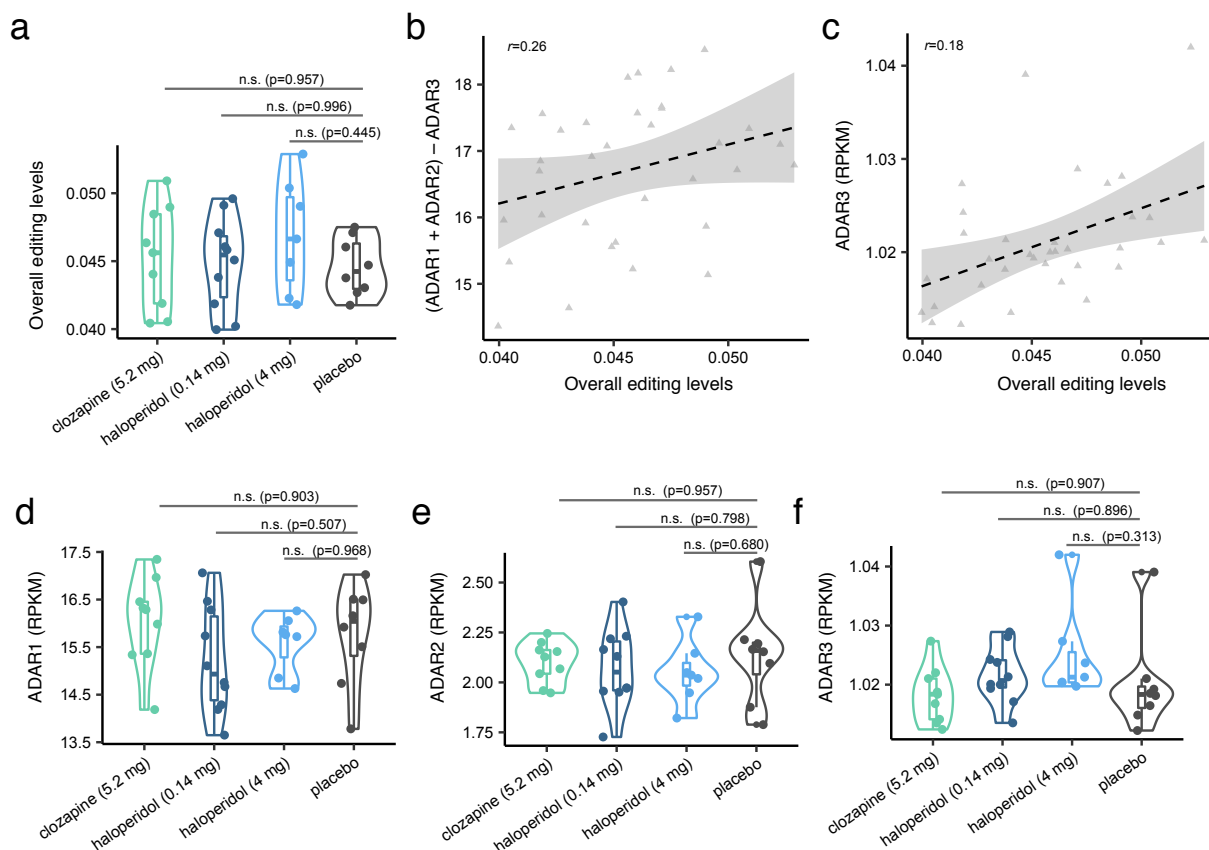 a
n.s. (p=0.957)
n.s. (p=0.996)
n.s. (p=0.445)
Overall editing levels
0.050
0.045
0.040
clozapine (5.2 mg)
haloperidol (0.14 mg)
haloperidol (4 mg)
placebo
b
r=0.26
(ADAR1 + ADAR2) − ADAR3
18
17
16
15
0.040
0.045
0.050
Overall editing levels
c
r=0.18
ADAR3 (RPKM)
1.04
1.03
1.02
0.040
0.045
0.050
Overall editing levels
d
n.s. (p=0.903)
n.s. (p=0.507)
n.s. (p=0.968)
ADAR1 (RPKM)
17.5
16.5
15.5
14.5
13.5
clozapine (5.2 mg)
haloperidol (0.14 mg)
haloperidol (4 mg)
placebo
e
n.s. (p=0.957)
n.s. (p=0.798)
n.s. (p=0.680)
ADAR2 (RPKM)
2.50
2.25
2.00
1.75
clozapine (5.2 mg)
haloperidol (0.14 mg)
haloperidol (4 mg)
placebo
f
n.s. (p=0.907)
n.s. (p=0.896)
n.s. (p=0.313)
ADAR3 (RPKM)
1.04
1.03
1.02
clozapine (5.2 mg)
haloperidol (0.14 mg)
haloperidol (4 mg)
placebo